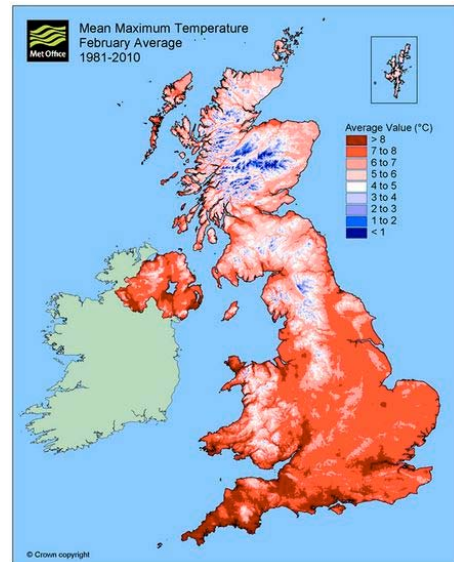 Met Office
Mean Maximum Temperature
February Average
1981-2010
Average Value (°C)
> 8
7 to 8
6 to 7
5 to 6
4 to 5
3 to 4
2 to 3
1 to 2
< 1
© Crown copyright